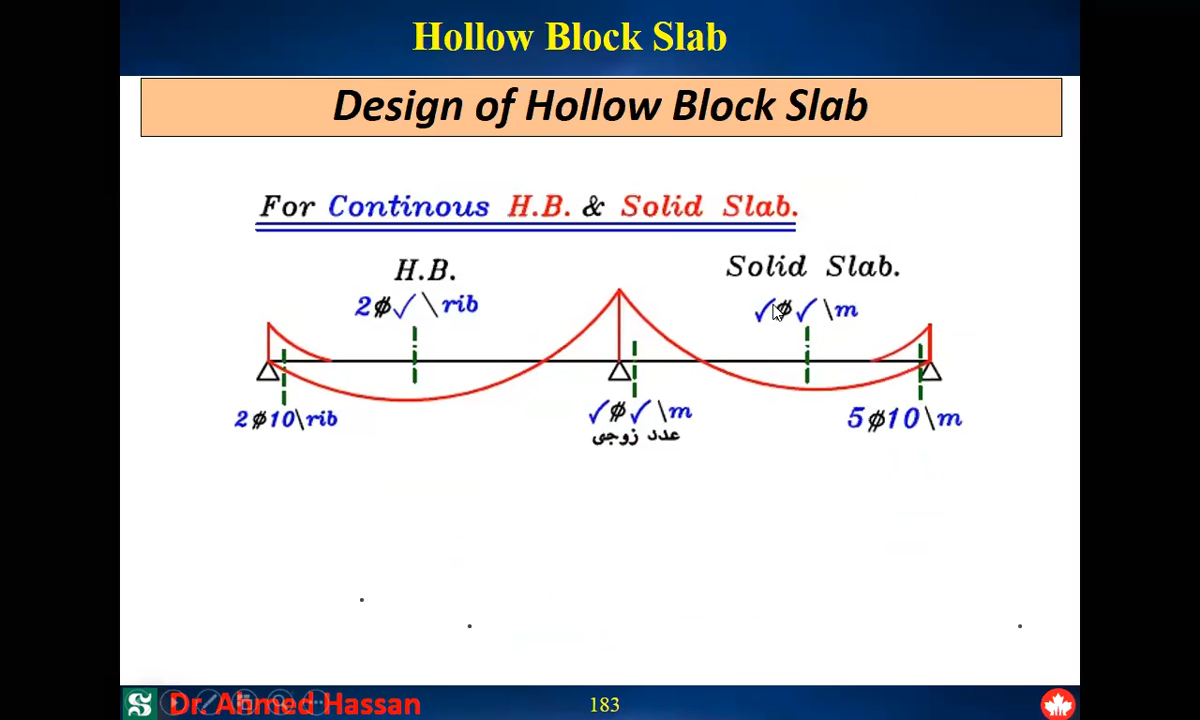 Hollow Block Slab
Design of Hollow Block Slab
For Continous H.B. & Solid Slab.
H.B.
2ϕ✓\rib
Solid Slab.
✓ϕ✓\m
2ϕ10\rib
✓ϕ✓\m
عدد زوجى
5ϕ10\m
Dr. Ahmed Hassan
183